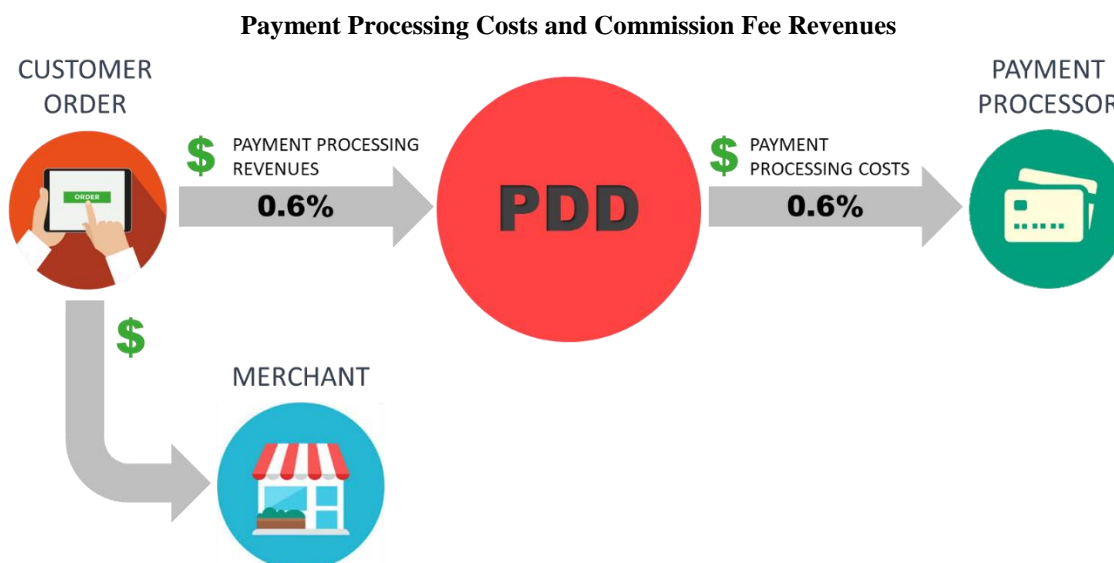 Payment Processing Costs and Commission Fee Revenues
CUSTOMER
ORDER
PAYMENT
PROCESSOR
$
PAYMENT PROCESSING
REVENUES
0.6%
PDD
$
PAYMENT
PROCESSING COSTS
0.6%
ORDER
$
MERCHANT